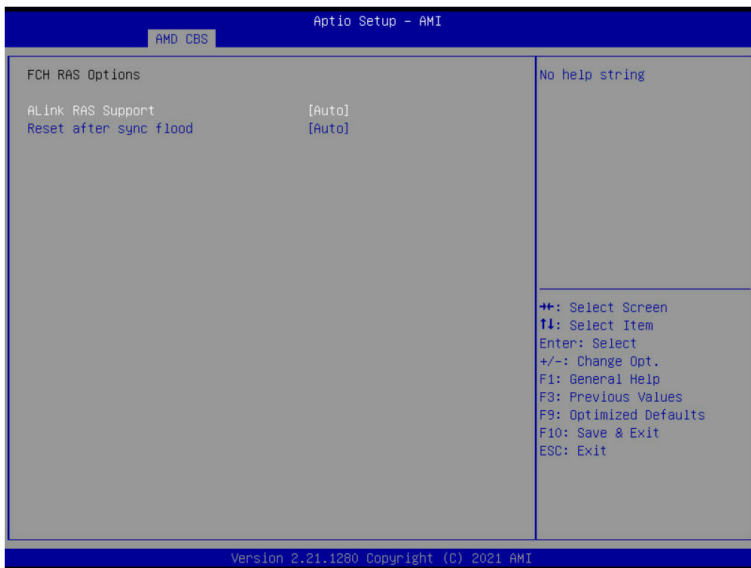 Aptio Setup – AMI
AMD CBS
FCH RAS Options
ALink RAS Support [Auto]
Reset after sync flood [Auto]
No help string
→←: Select Screen
↑↓: Select Item
Enter: Select
+/-: Change Opt.
F1: General Help
F3: Previous Values
F9: Optimized Defaults
F10: Save & Exit
ESC: Exit
Version 2.21.1280 Copyright (C) 2021 AMI